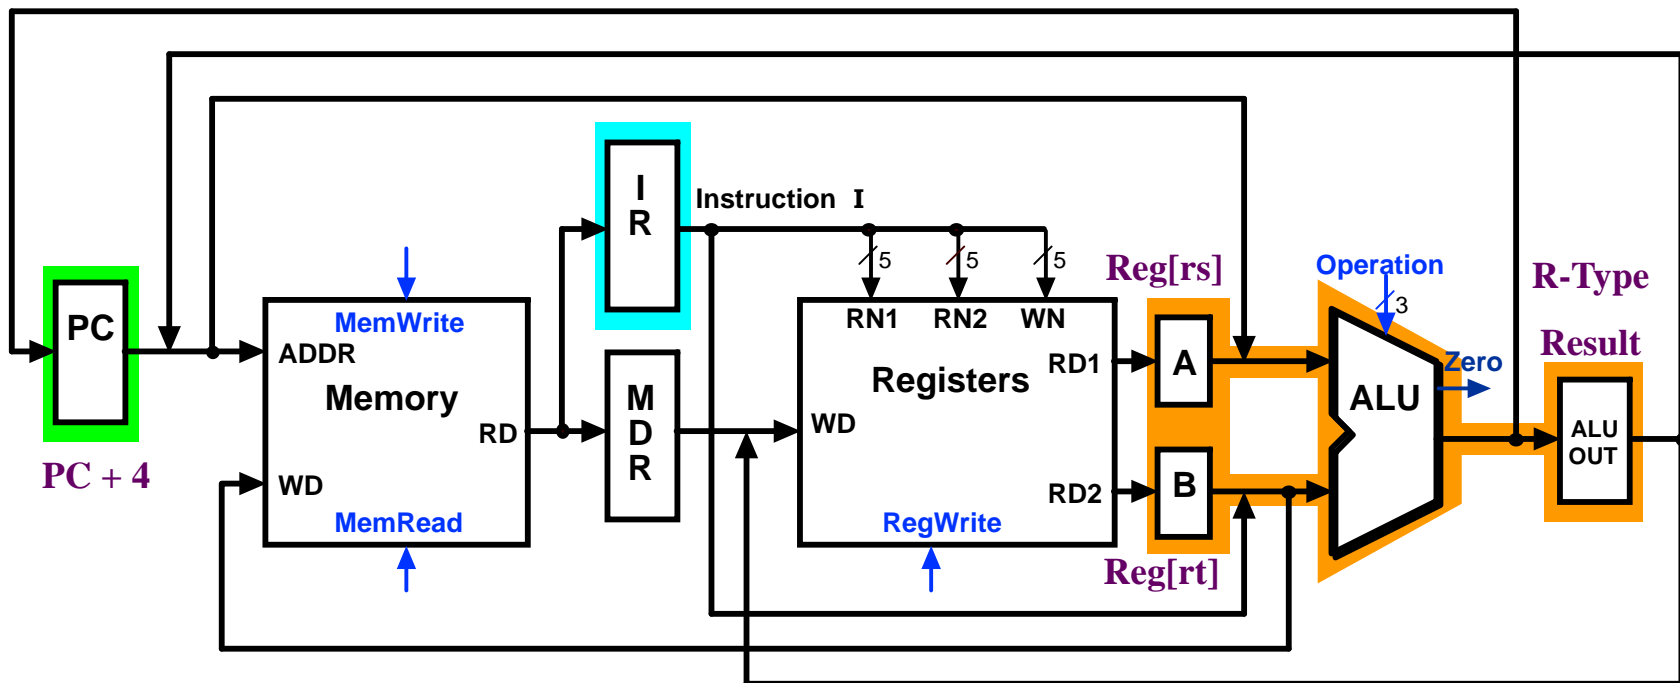 I
R
Instruction I
5
5
5
Reg[rs]
Operation
3
R-Type
PC
MemWrite
RN1
RN2
WN
ADDR
RD1
A
Result
Zero
Memory
Registers
ALU
M
D
R
RD
WD
ALU
OUT
PC + 4
WD
RD2
B
MemRead
RegWrite
Reg[rt]